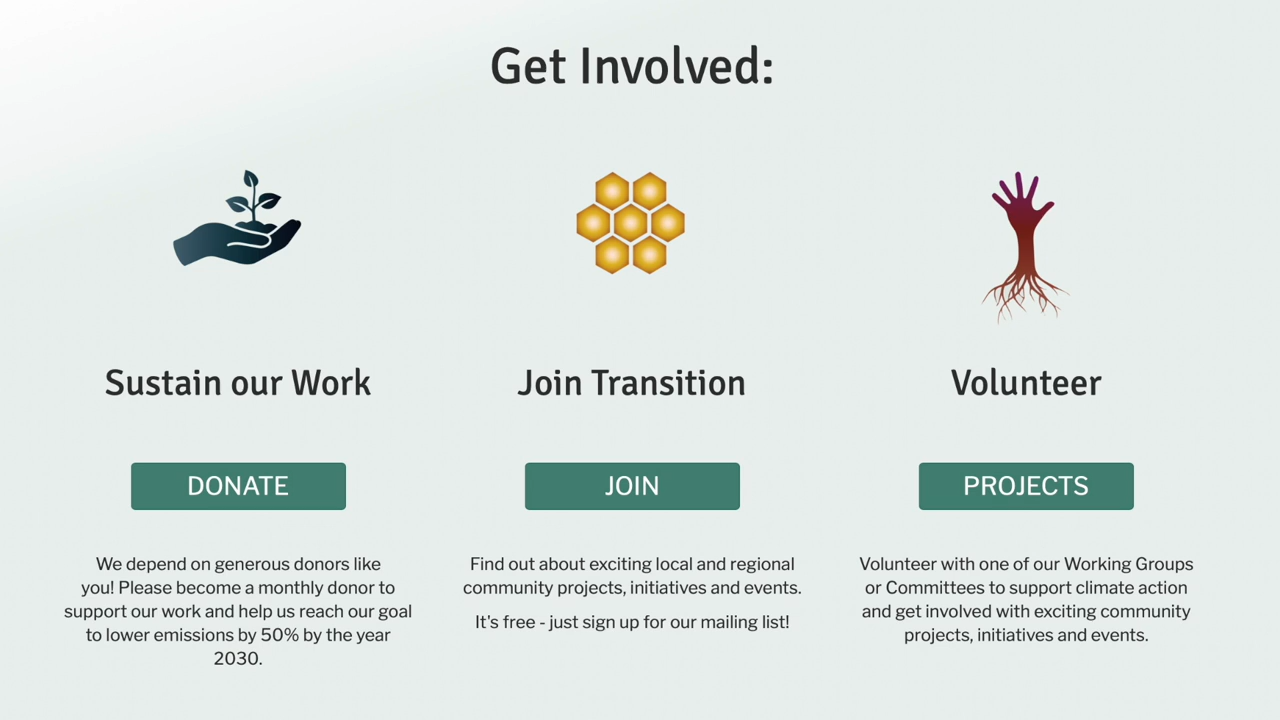 Get Involved:
Sustain our Work
Join Transition
Volunteer
DONATE
JOIN
PROJECTS
We depend on generous donors like
you! Please become a monthly donor to
support our work and help us reach our goal
to lower emissions by 50% by the year
2030.
Find out about exciting local and regional
community projects, initiatives and events.
It's free - just sign up for our mailing list!
Volunteer with one of our Working Groups
or Committees to support climate action
and get involved with exciting community
projects, initiatives and events.